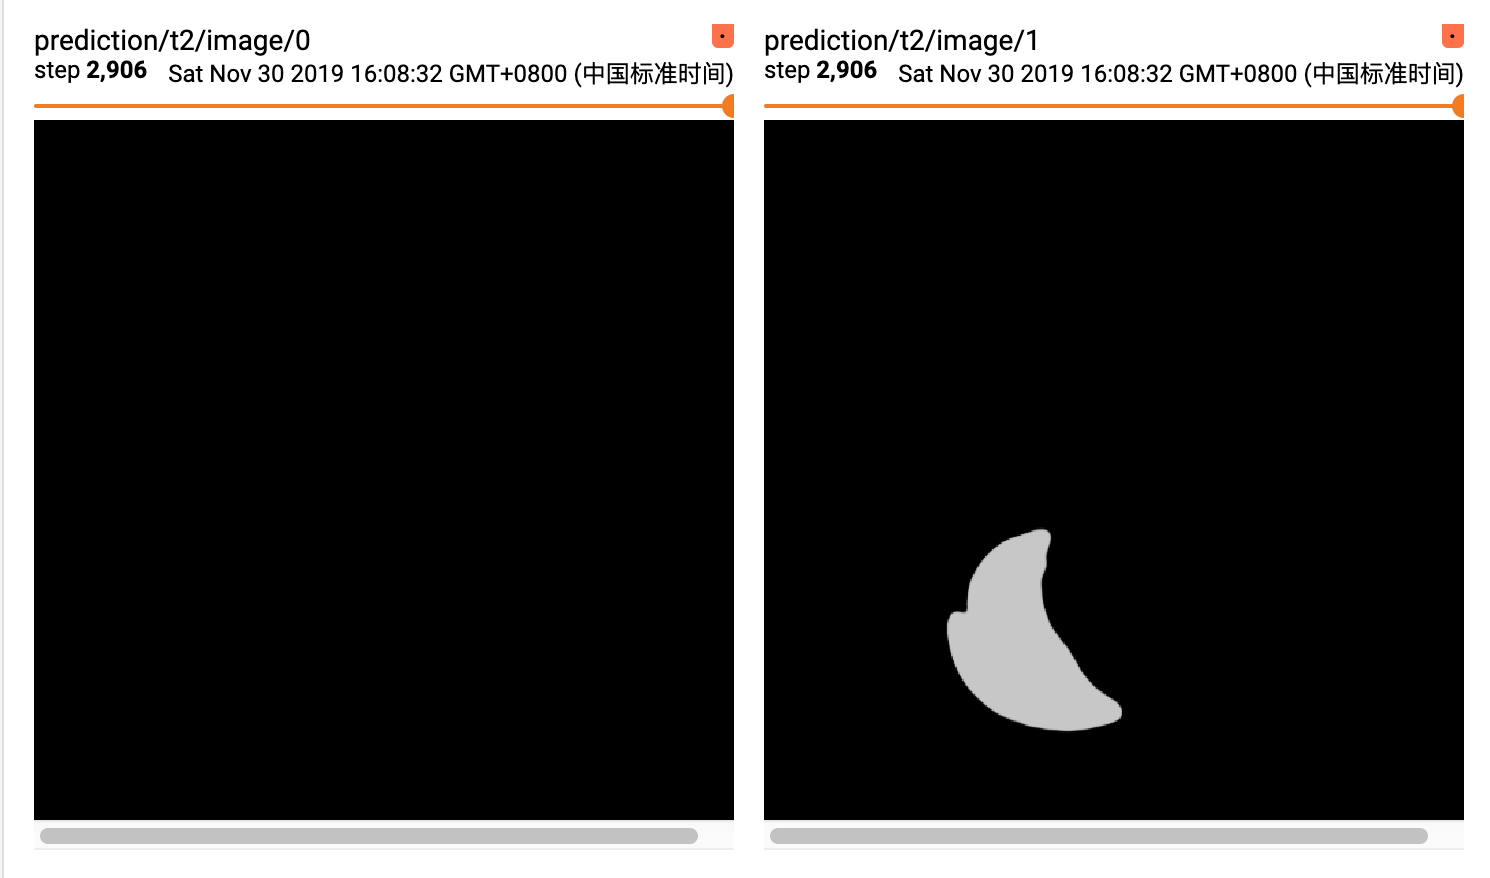 prediction/t2/image/0
step 2,906 Sat Nov 30 2019 16:08:32 GMT+0800 (中国标准时间)
prediction/t2/image/1
step 2,906 Sat Nov 30 2019 16:08:32 GMT+0800 (中国标准时间)